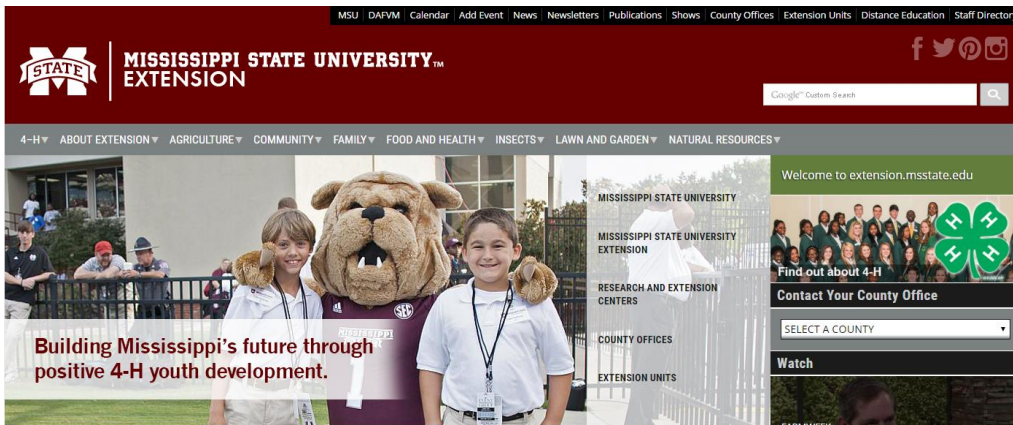 MSU DAFVM Calendar Add Event News Newsletters Publications Shows County Offices Extension Units Distance Education Staff Director
STATE
MISSISSIPPI STATE UNIVERSITY™
EXTENSION
Google™ Custom Search
4-H ABOUT EXTENSION AGRICULTURE COMMUNITY FAMILY FOOD AND HEALTH INSECTS LAWN AND GARDEN NATURAL RESOURCES
MISSISSIPPI STATE UNIVERSITY
MISSISSIPPI STATE UNIVERSITY
EXTENSION
RESEARCH AND EXTENSION
CENTERS
COUNTY OFFICES
EXTENSION UNITS
SEC
MISSISSIPPI
1
Building Mississippi's future through
positive 4-H youth development.
Welcome to extension.msstate.edu
H H
H H
Find out about 4-H
Contact Your County Office
SELECT A COUNTY
Watch
FARMWEEK